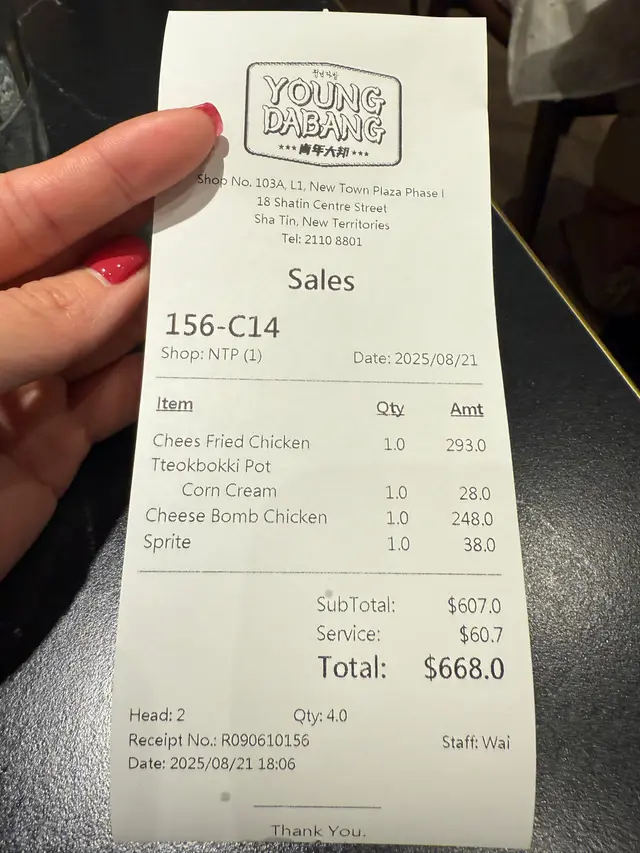 청년다방
YOUNG
DABANG
★★★青年大邦★★★
Shop No. 103A, L1, New Town Plaza Phase I
18 Shatin Centre Street
Sha Tin, New Territories
Tel: 2110 8801
Sales
156-C14
Shop: NTP (1) Date: 2025/08/21
Item Qty Amt
Chees Fried Chicken 1.0 293.0
Tteokbokki Pot
Corn Cream 1.0 28.0
Cheese Bomb Chicken 1.0 248.0
Sprite 1.0 38.0
SubTotal: $607.0
Service: $60.7
Total: $668.0
Head: 2 Qty: 4.0
Receipt No.: R090610156 Staff: Wai
Date: 2025/08/21 18:06
Thank You.